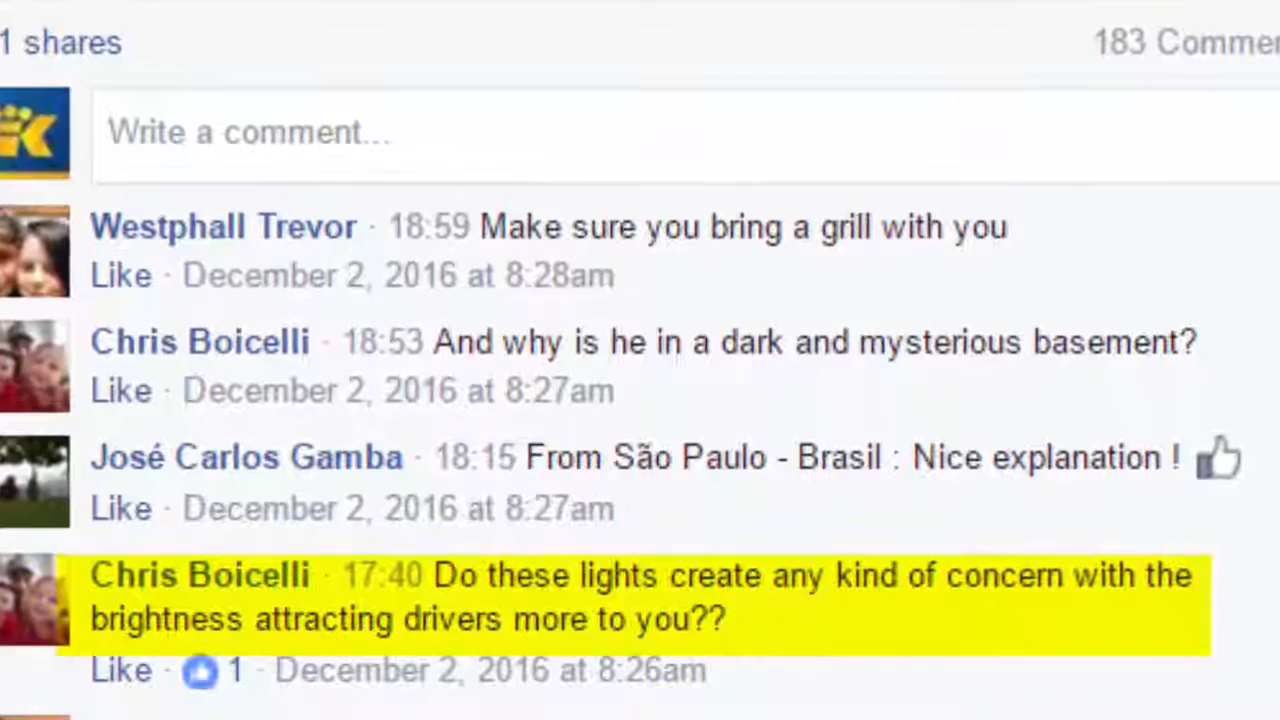 1 shares
183 Commen
Write a comment...
Westphall Trevor · 18:59 Make sure you bring a grill with you
Like · December 2, 2016 at 8:28am
Chris Boicelli · 18:53 And why is he in a dark and mysterious basement?
Like · December 2, 2016 at 8:27am
José Carlos Gamba · 18:15 From São Paulo - Brasil : Nice explanation !
Like · December 2, 2016 at 8:27am
Chris Boicelli · 17:40 Do these lights create any kind of concern with the
brightness attracting drivers more to you??
Like · 1 · December 2, 2016 at 8:26am